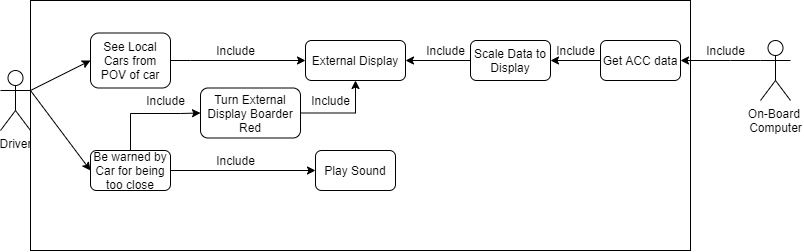 See Local
Cars from
POV of car
Include
External Display
Include
Scale Data to
Display
Include
Get ACC data
Include
On-Board
Computer
Driver
Include
Turn External
Display Boarder
Red
Include
Be warned by
Car for being
too close
Include
Play Sound